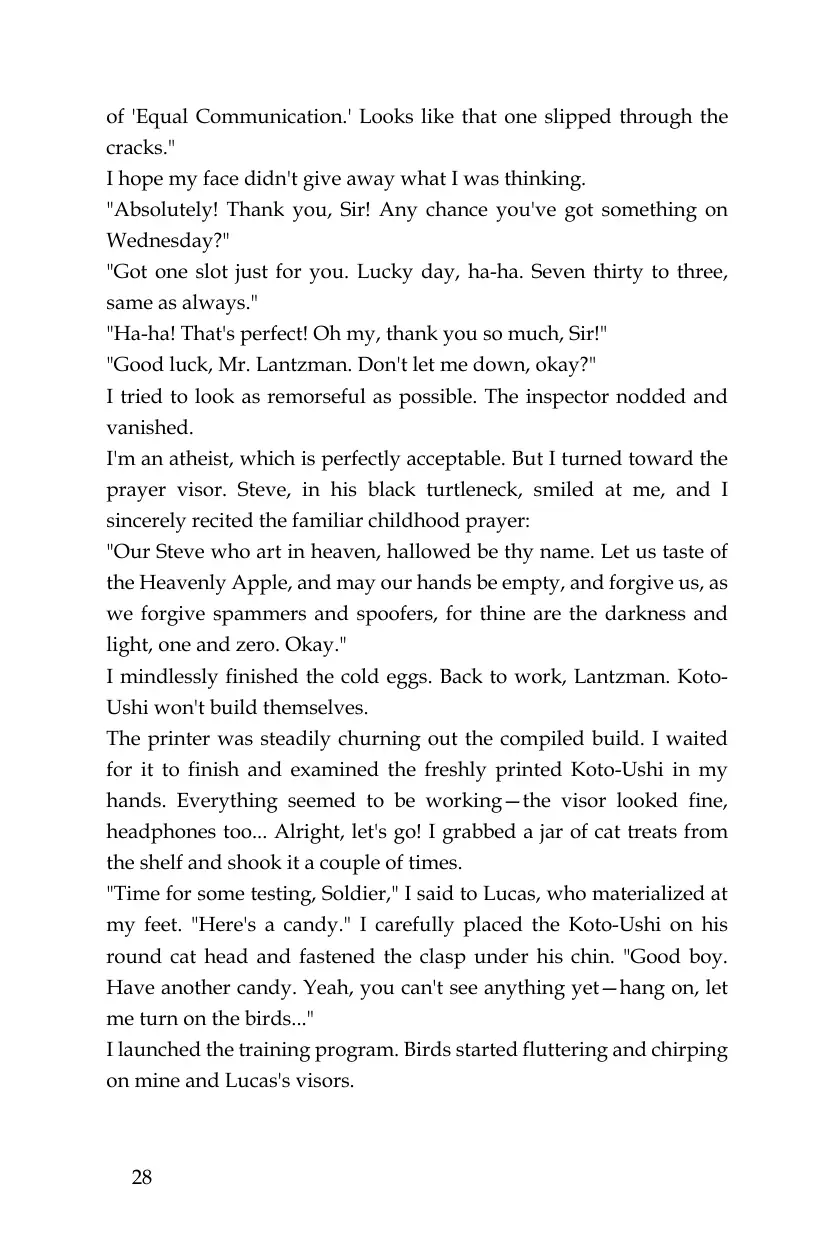 of 'Equal Communication.' Looks like that one slipped through the
cracks."
I hope my face didn't give away what I was thinking.
"Absolutely! Thank you, Sir! Any chance you've got something on
Wednesday?"
"Got one slot just for you. Lucky day, ha-ha. Seven thirty to three,
same as always."
"Ha-ha! That's perfect! Oh my, thank you so much, Sir!"
"Good luck, Mr. Lantzman. Don't let me down, okay?"
I tried to look as remorseful as possible. The inspector nodded and
vanished.
I'm an atheist, which is perfectly acceptable. But I turned toward the
prayer visor. Steve, in his black turtleneck, smiled at me, and I
sincerely recited the familiar childhood prayer:
"Our Steve who art in heaven, hallowed be thy name. Let us taste of
the Heavenly Apple, and may our hands be empty, and forgive us, as
we forgive spammers and spoofers, for thine are the darkness and
light, one and zero. Okay."
I mindlessly finished the cold eggs. Back to work, Lantzman. Koto-
Ushi won't build themselves.
The printer was steadily churning out the compiled build. I waited
for it to finish and examined the freshly printed Koto-Ushi in my
hands. Everything seemed to be working—the visor looked fine,
headphones too... Alright, let's go! I grabbed a jar of cat treats from
the shelf and shook it a couple of times.
"Time for some testing, Soldier," I said to Lucas, who materialized at
my feet. "Here's a candy." I carefully placed the Koto-Ushi on his
round cat head and fastened the clasp under his chin. "Good boy.
Have another candy. Yeah, you can't see anything yet—hang on, let
me turn on the birds..."
I launched the training program. Birds started fluttering and chirping
on mine and Lucas's visors.
28